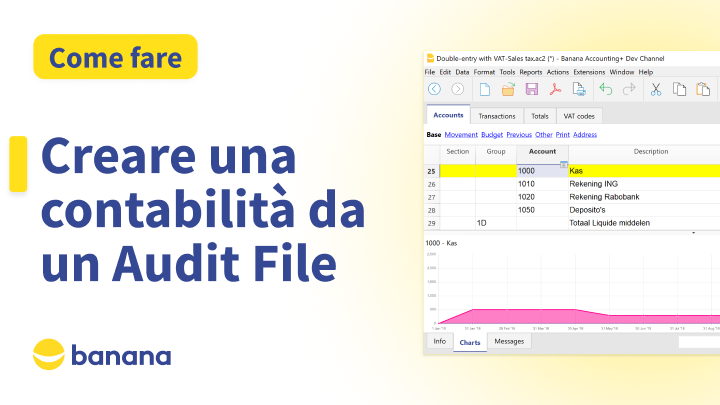 Come fare
Creare una
contabilità da
un Audit File
banana
Double-entry with VAT-Sales tax.ac2 (*) - Banana Accounting+ Dev Channel
File Edit Data Format Tools Reports Actions Extensions Window Help
Accounts Transactions Totals VAT codes
Base Movement Budget Previous Other Print Address
Section Group Account Description
25 1000 Kas
26 1010 Rekening ING
27 1020 Rekening Rabobank
28 1050 Deposito's
29 1D Totaal Liquide middelen
1000 - Kas
Info Charts Messages